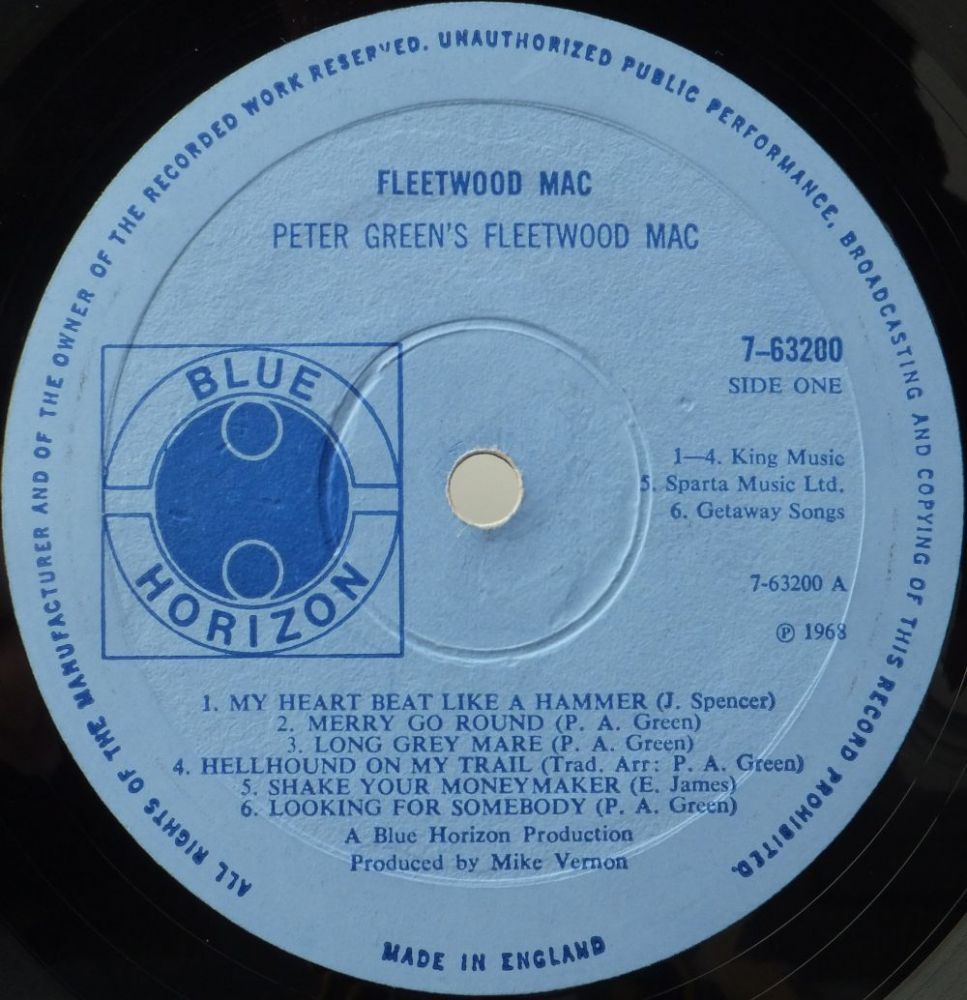 ALL RIGHTS OF THE MANUFACTURER AND OF THE OWNER OF THE RECORDED WORK RESERVED. UNAUTHORIZED PUBLIC PERFORMANCE, BROADCASTING AND COPYING OF THIS RECORD PROHIBITED.
FLEETWOOD MAC
PETER GREEN'S FLEETWOOD MAC
BLUE
HORIZON
7-63200
SIDE ONE
1—4. King Music
5. Sparta Music Ltd.
6. Getaway Songs
7-63200 A
℗ 1968
1. MY HEART BEAT LIKE A HAMMER (J. Spencer)
2. MERRY GO ROUND (P. A. Green)
3. LONG GREY MARE (P. A. Green)
4. HELLHOUND ON MY TRAIL (Trad. Arr: P. A. Green)
5. SHAKE YOUR MONEYMAKER (E. James)
6. LOOKING FOR SOMEBODY (P. A. Green)
A Blue Horizon Production
Produced by Mike Vernon
MADE IN ENGLAND